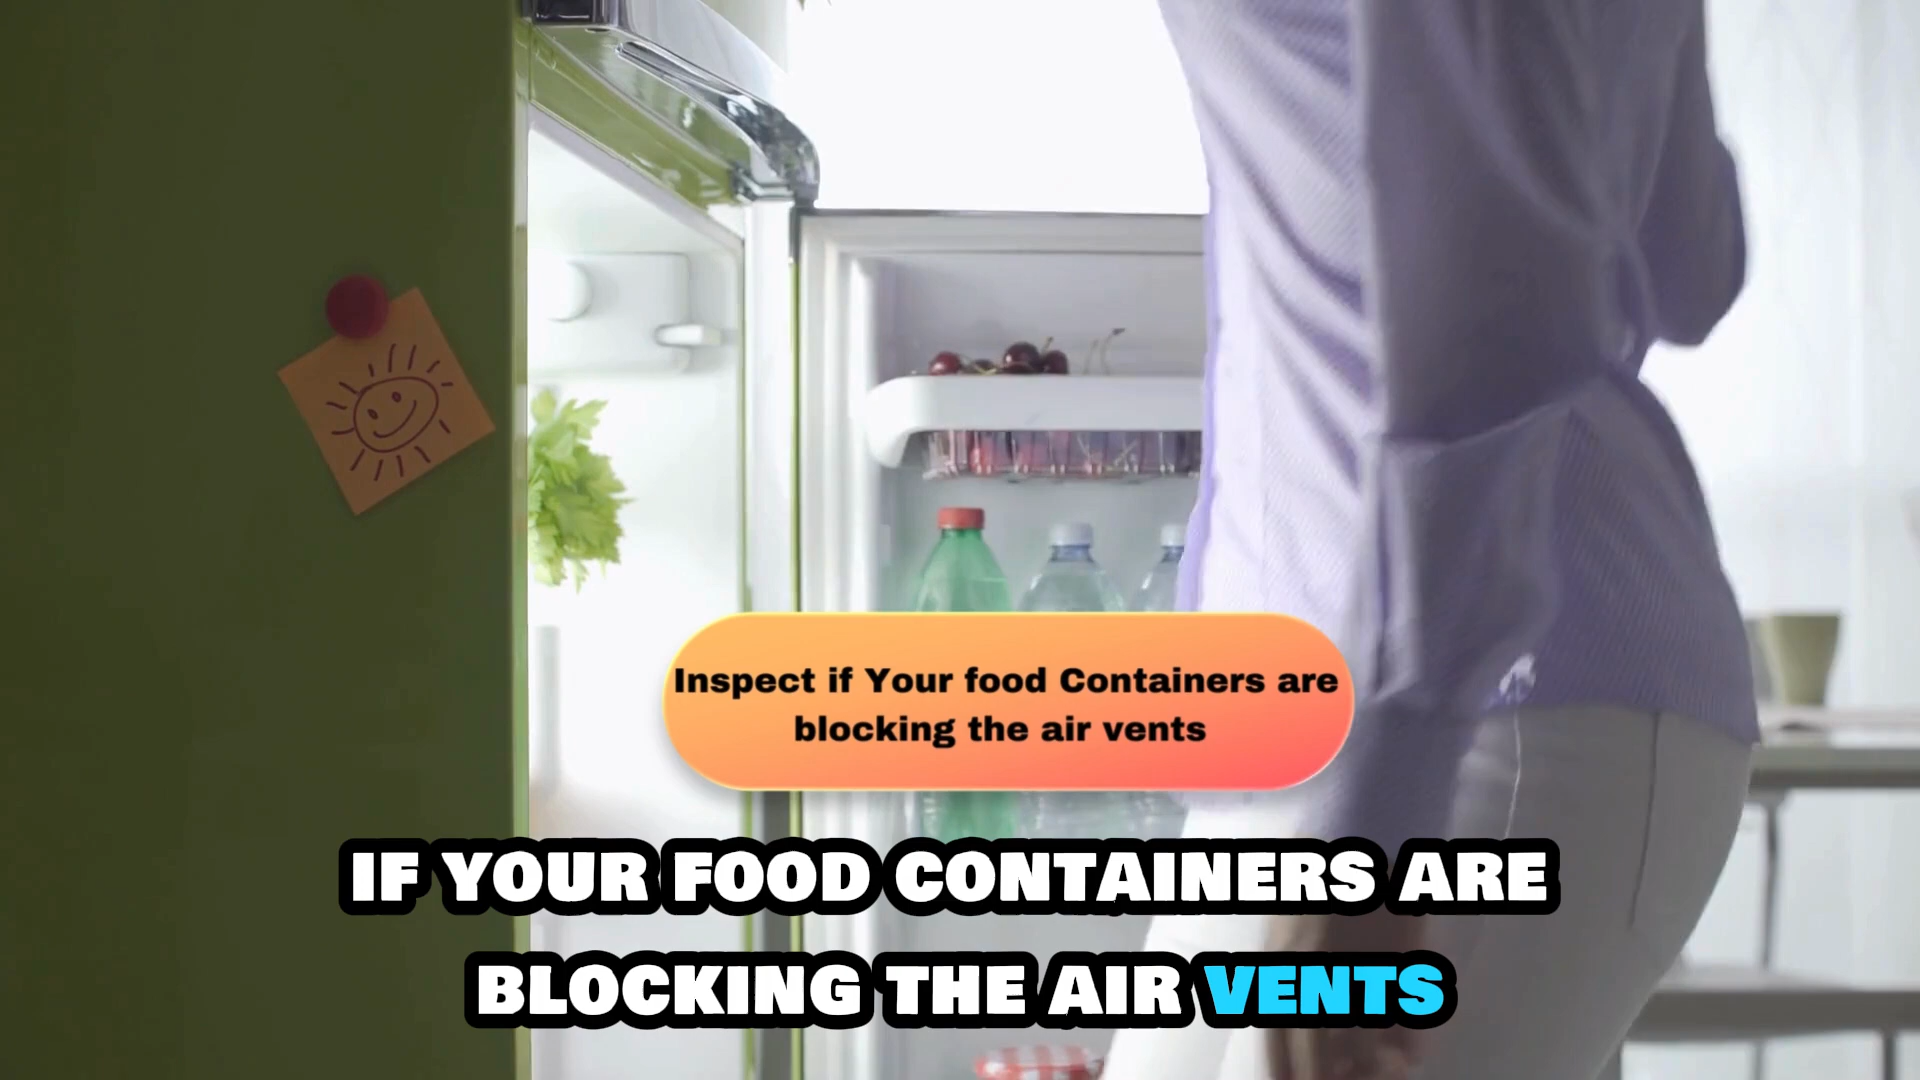 Inspect if Your food Containers are
blocking the air vents
IF YOUR FOOD CONTAINERS ARE
BLOCKING THE AIR VENTS